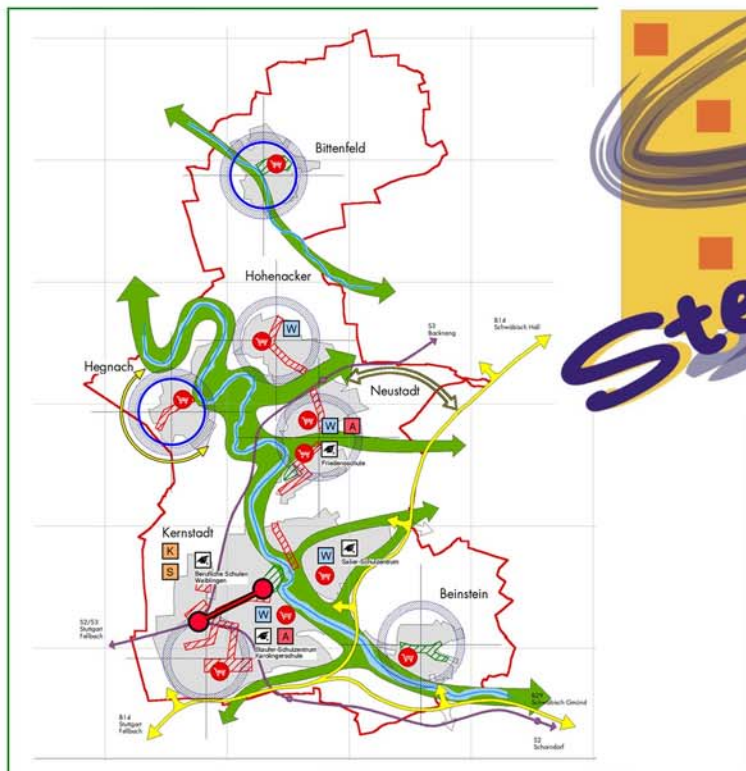 Bittenfeld
Hohenacker
W
S3
Backnang
B14
Schwäbisch Hall
Hegnach
Neustadt
W A
Friedensschule
Kernstadt
K
S
Berufliche Schulen
Waiblingen
W
Salier-Schulzentrum
Beinstein
S2/S3
Stuttgart
Fellbach
W
A
Staufer-Schulzentrum
Karolingerschule
B14
Stuttgart
Fellbach
B29
Schwäbisch Gmünd
S2
Schorndorf
Ste